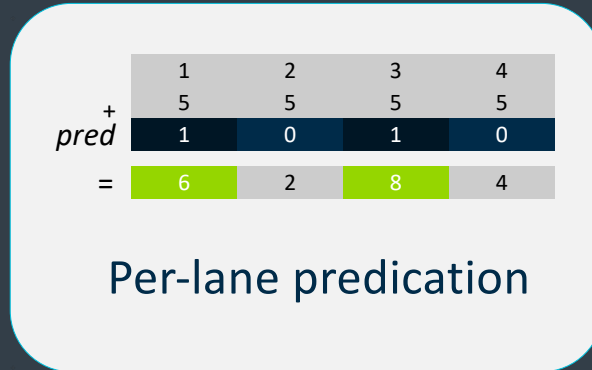 1 2 3 4
+ 5 5 5 5
pred 1 0 1 0
= 6 2 8 4
Per-lane predication